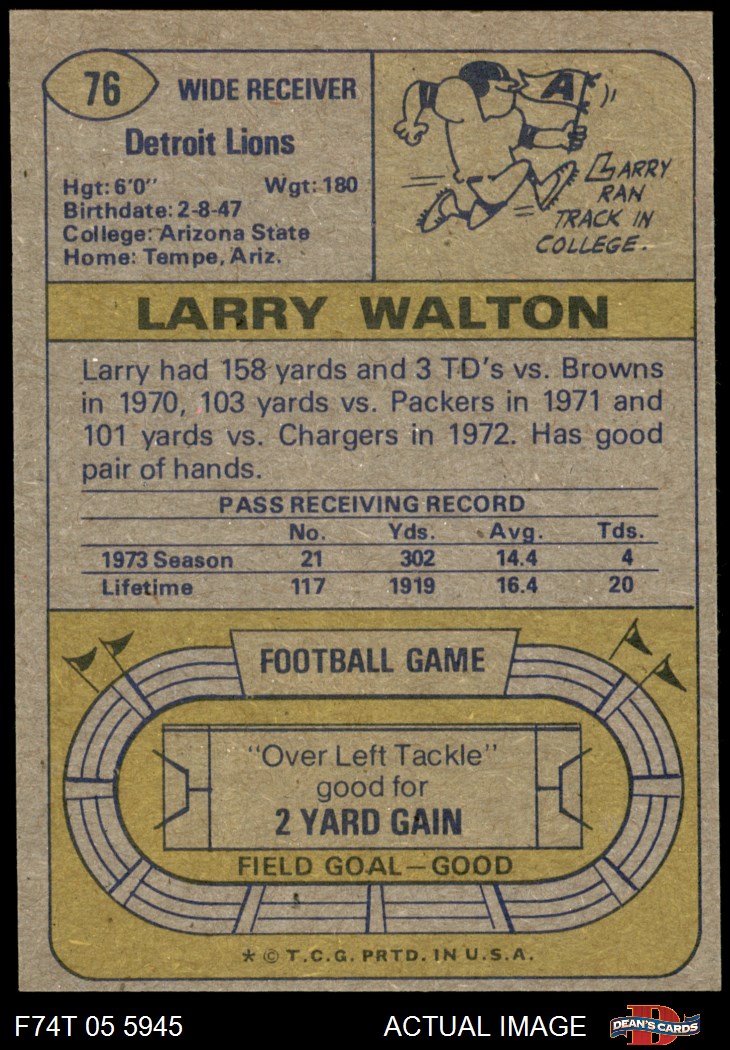 76
WIDE RECEIVER
Detroit Lions
Hgt: 6'0" Wgt: 180
Birthdate: 2-8-47
College: Arizona State
Home: Tempe, Ariz.
A
LARRY
RAN
TRACK IN
COLLEGE.
LARRY WALTON
Larry had 158 yards and 3 TD's vs. Browns
in 1970, 103 yards vs. Packers in 1971 and
101 yards vs. Chargers in 1972. Has good
pair of hands.
PASS RECEIVING RECORD
No. Yds. Avg. Tds.
1973 Season 21 302 14.4 4
Lifetime 117 1919 16.4 20
FOOTBALL GAME
"Over Left Tackle"
good for
2 YARD GAIN
FIELD GOAL—GOOD
* © T.C.G. PRTD. IN U.S.A.
F74T 05 5945 ACTUAL IMAGE
D
DEAN'S CARDS